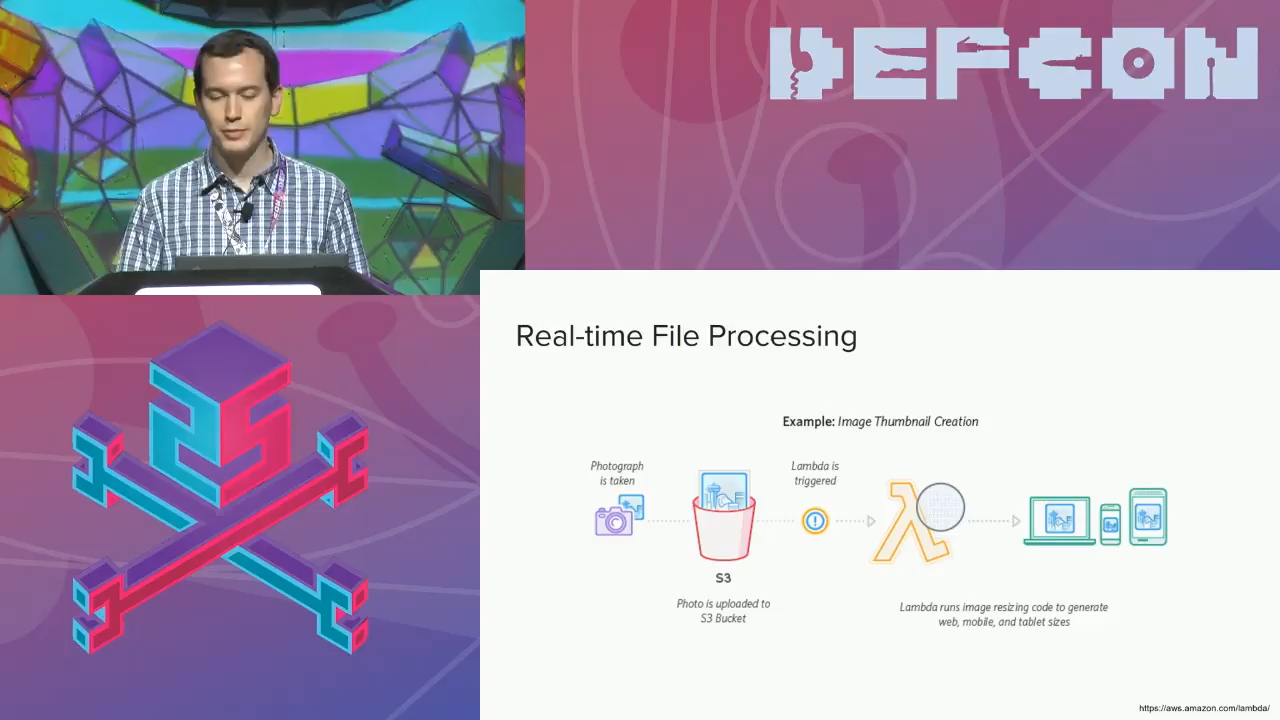 DEFCON
25
Real-time File Processing
Example: Image Thumbnail Creation
Photograph
is taken
Lambda is
triggered
λ
S3
Photo is uploaded to
S3 Bucket
Lambda runs image resizing code to generate
web, mobile, and tablet sizes
https://aws.amazon.com/lambda/